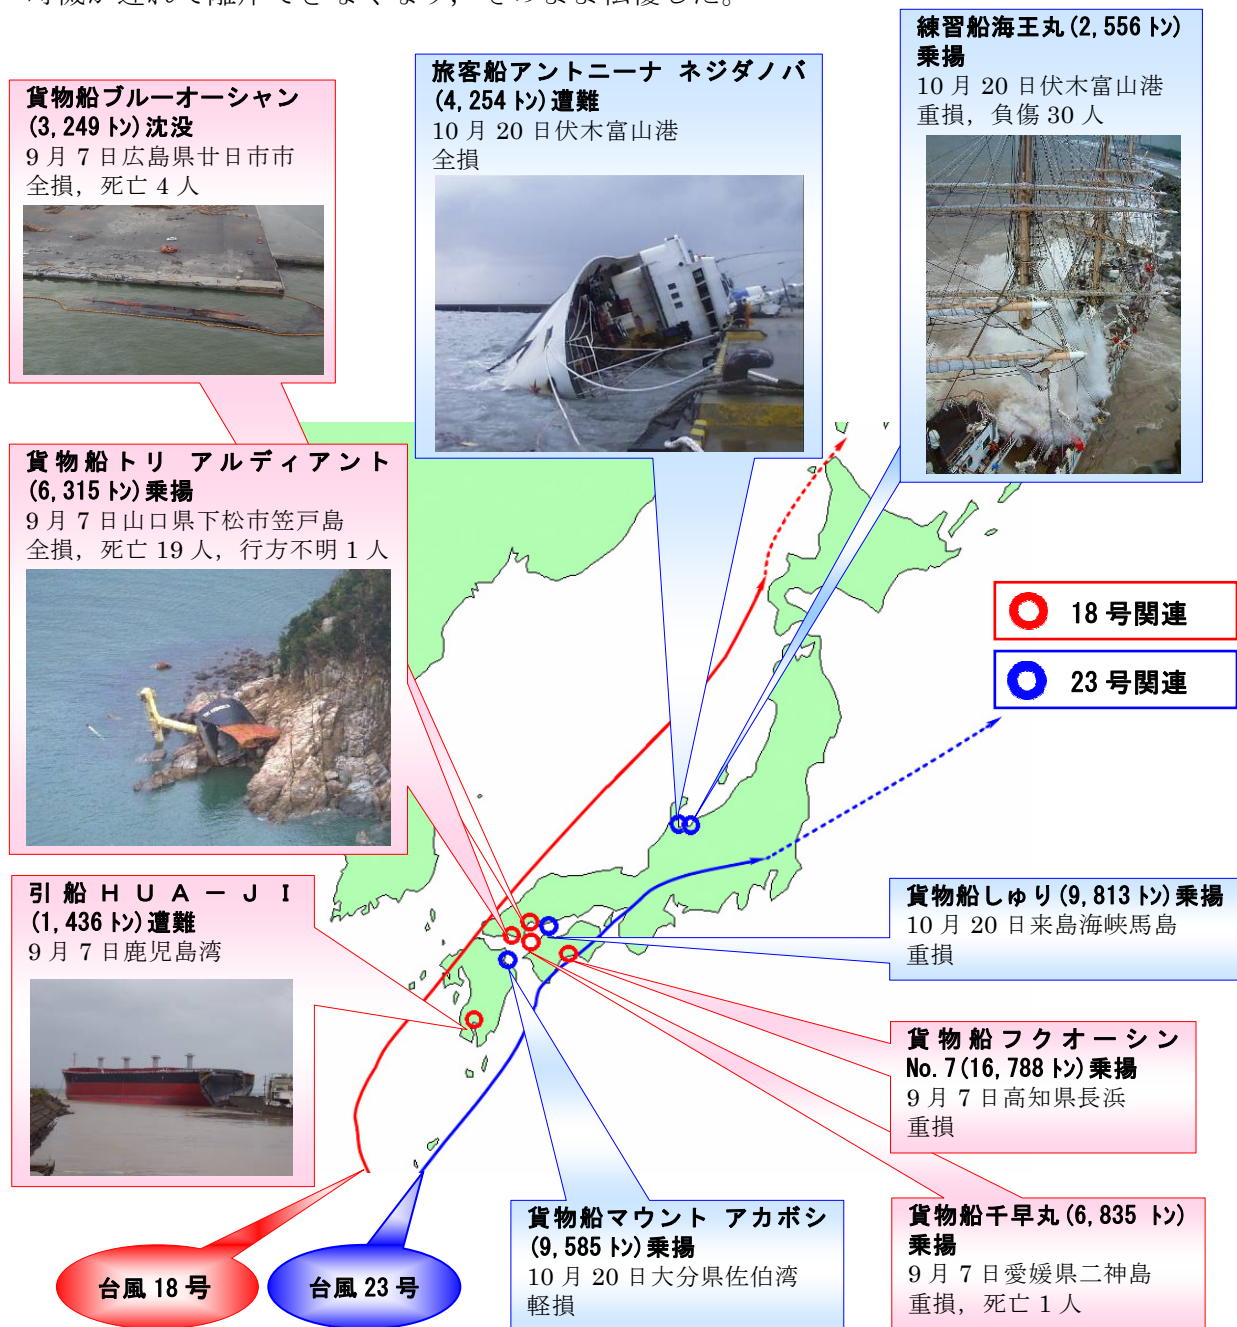 貨物船ブルーオーシャン
(3,249トン)沈没
9月7日広島県廿日市市
全損，死亡4人
旅客船アントニーナ ネジダノバ
(4,254トン)遭難
10月20日伏木富山港
全損
練習船海王丸(2,556トン)
乗揚
10月20日伏木富山港
重損，負傷30人
貨物船トリ アルディアント
(6,315トン)乗揚
9月7日山口県下松市笠戸島
全損，死亡19人，行方不明1人
18号関連
23号関連
引船ＨＵＡ－ＪＩ
(1,436トン)遭難
9月7日鹿児島湾
貨物船しゅり(9,813トン)乗揚
10月20日来島海峡馬島
重損
貨物船フクオーシン
No.7(16,788トン)乗揚
9月7日高知県長浜
重損
貨物船マウント アカボシ
(9,585トン)乗揚
10月20日大分県佐伯湾
軽損
貨物船千早丸(6,835トン)
乗揚
9月7日愛媛県二神島
重損，死亡1人
台風18号
台風23号